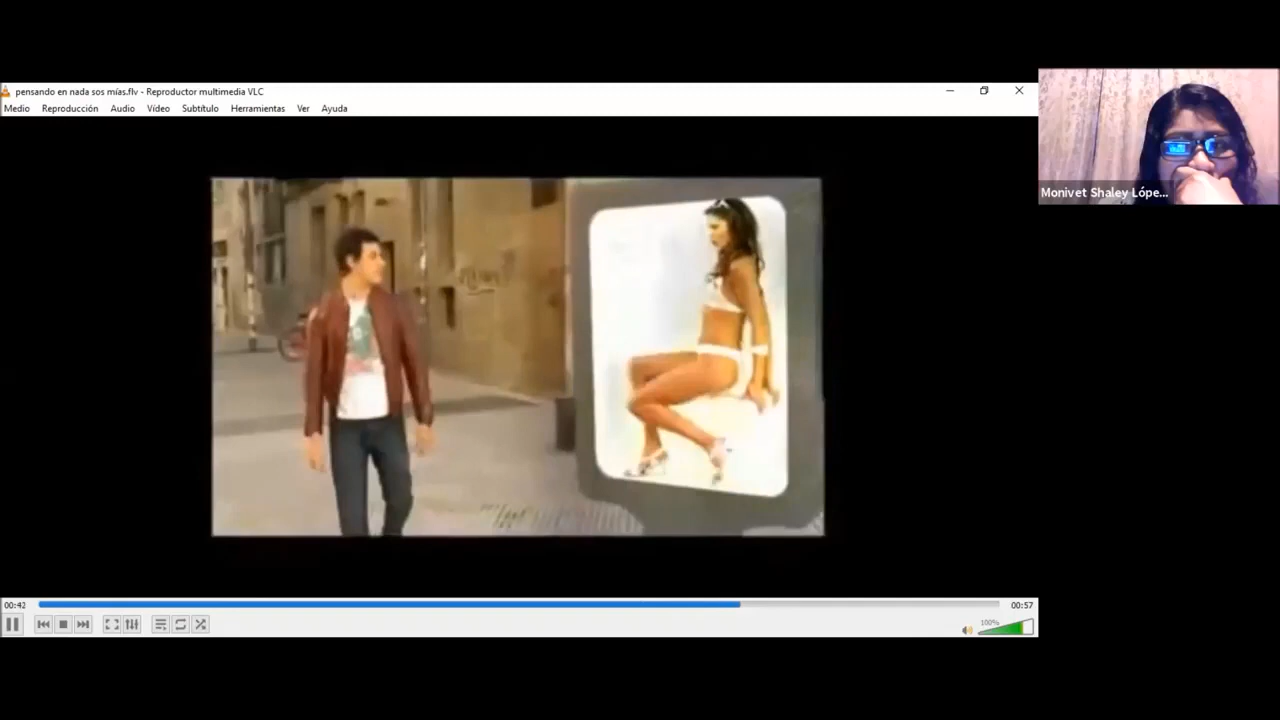 pensando en nada sos mías.flv - Reproductor multimedia VLC
Medio Reproducción Audio Vídeo Subtítulo Herramientas Ver Ayuda
Monivet Shaley Lópe...
00:42
00:57
100%